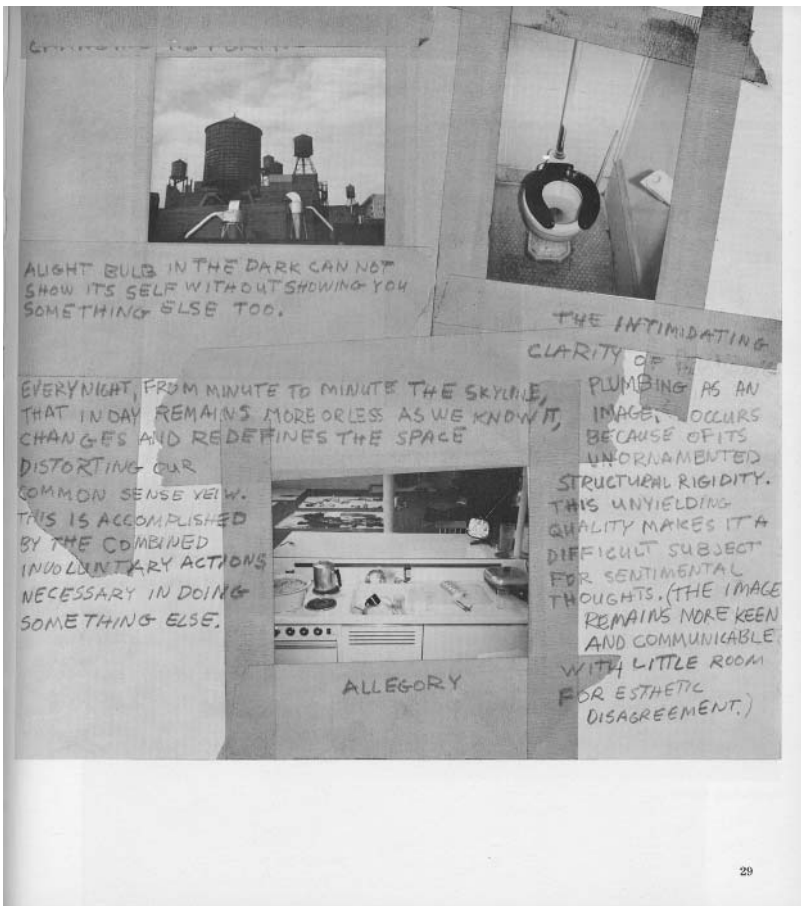 A LIGHT BULB IN THE DARK CAN NOT
SHOW ITS SELF WITHOUT SHOWING YOU
SOMETHING ELSE TOO.
EVERY NIGHT, FROM MINUTE TO MINUTE THE SKYLINE,
THAT IN DAY REMAINS MORE OR LESS AS WE KNOW IT,
CHANGES AND REDEFINES THE SPACE
DISTORTING OUR
COMMON SENSE VEIW.
THIS IS ACCOMPLISHED
BY THE COMBINED
INVOLUNTARY ACTIONS
NECESSARY IN DOING
SOMETHING ELSE.
ALLEGORY
THE INTIMIDATING
CLARITY OF
PLUMBING AS AN
IMAGE, OCCURS
BECAUSE OF ITS
UNORNAMENTED
STRUCTURAL RIGIDITY.
THIS UNYIELDING
QUALITY MAKES IT A
DIFFICULT SUBJECT
FOR SENTIMENTAL
THOUGHTS. (THE IMAGE
REMAINS MORE KEEN
AND COMMUNICABLE
WITH LITTLE ROOM
FOR ESTHETIC
DISAGREEMENT.)
29